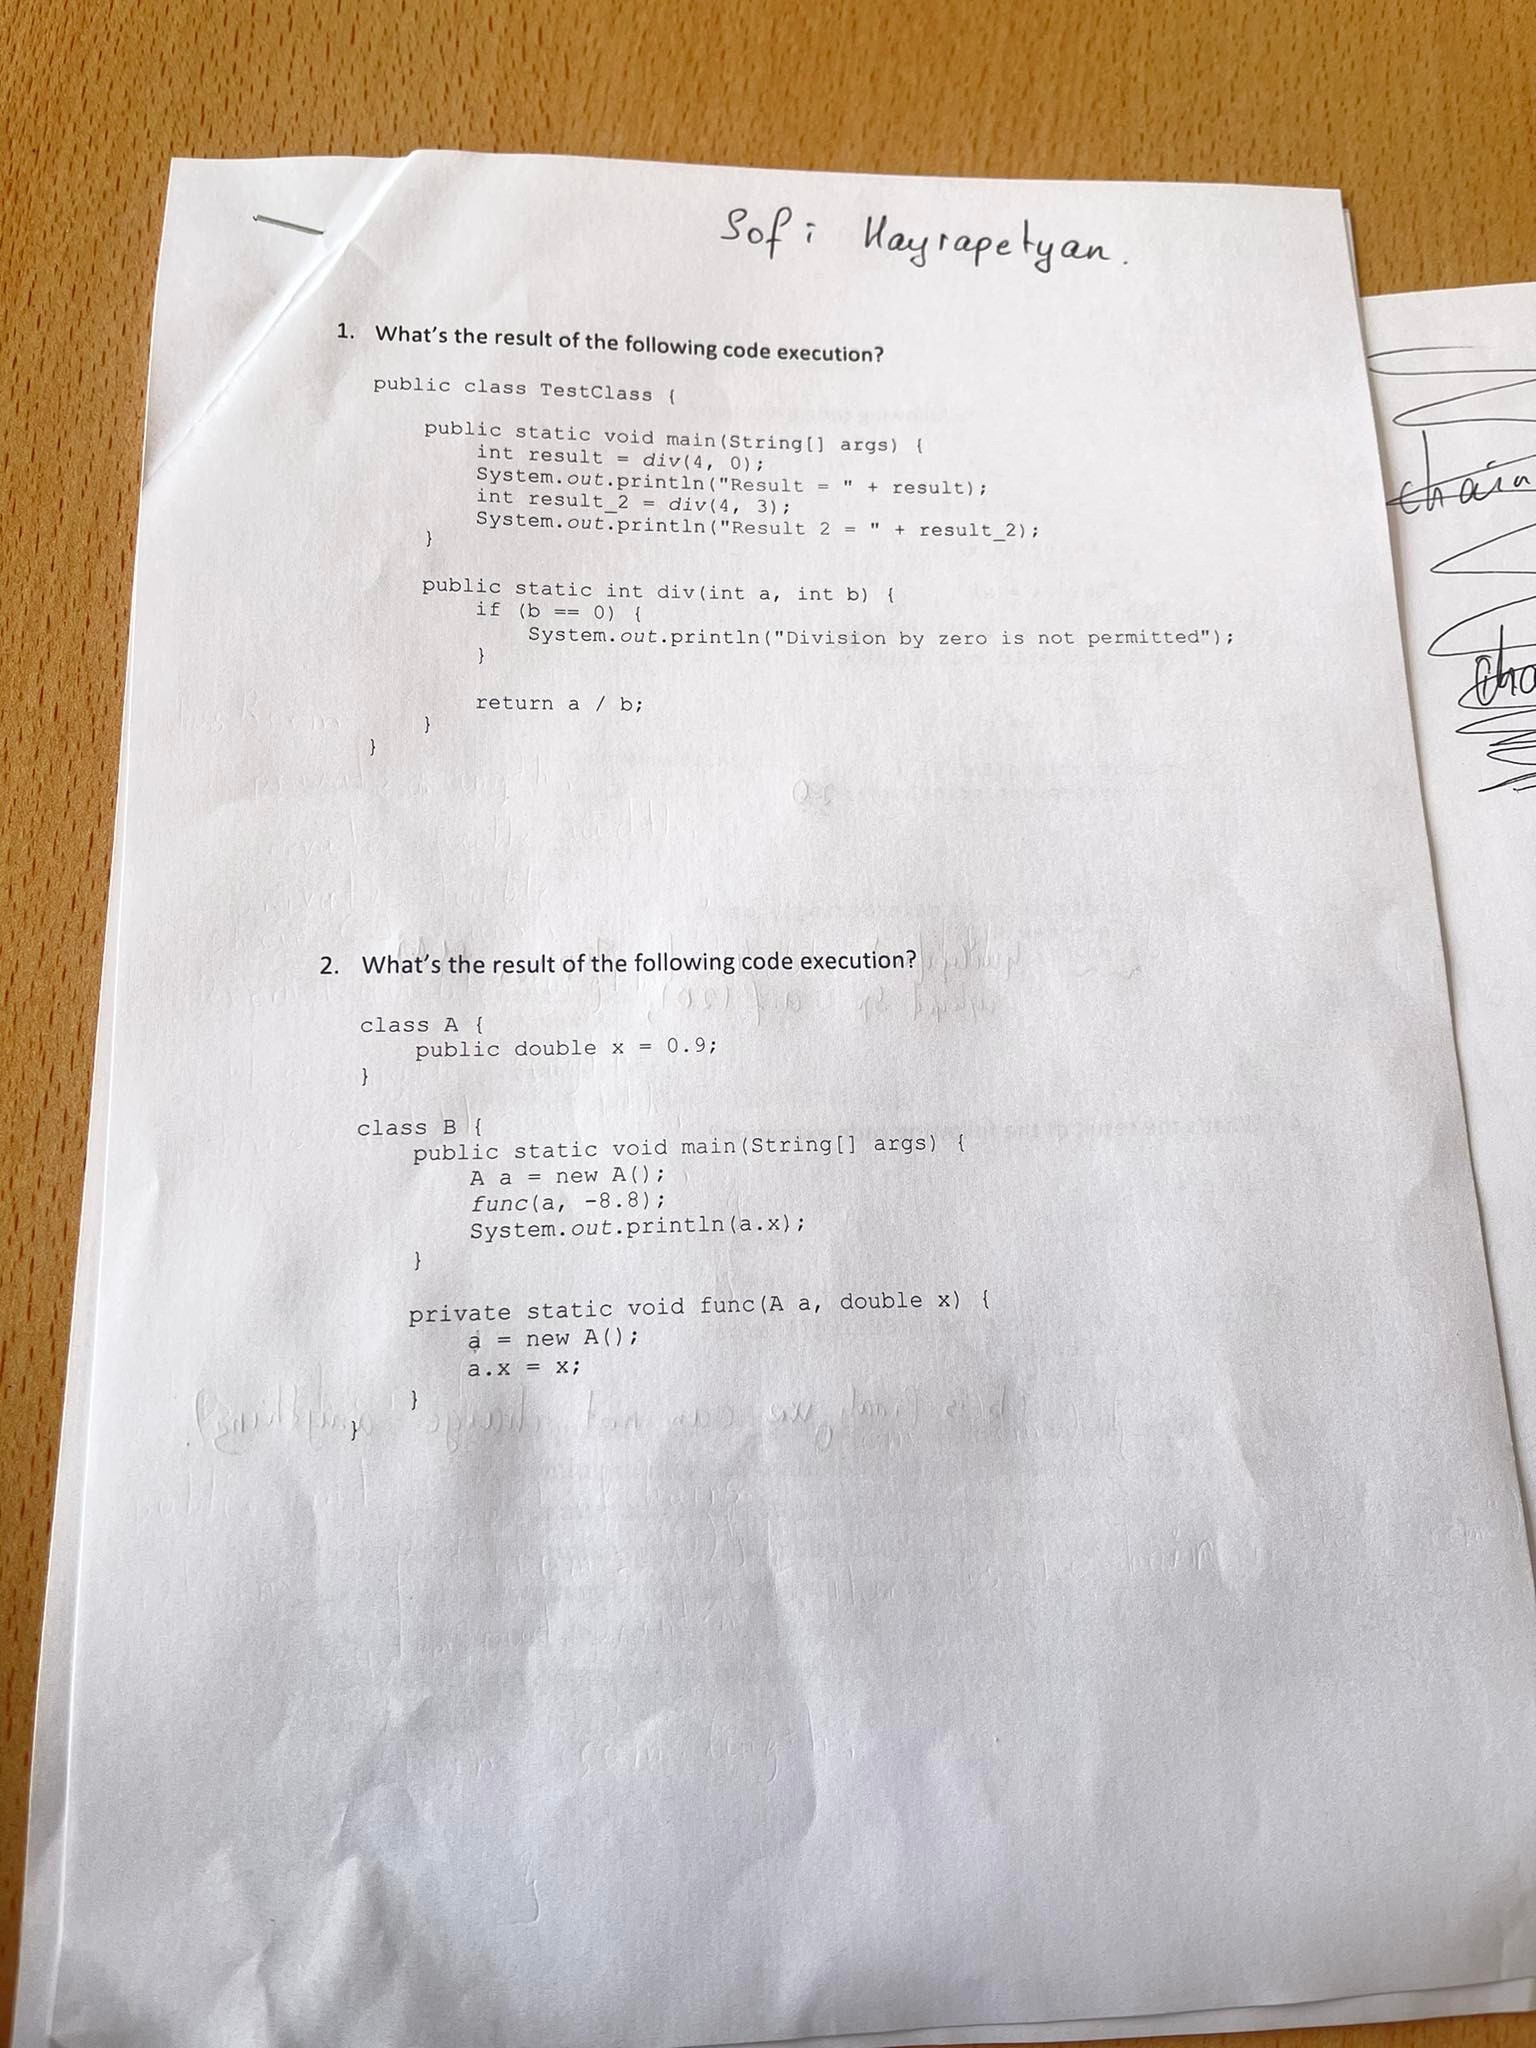 Sofi Hayrapetyan.
1. What's the result of the following code execution?
public class TestClass {
public static void main(String[] args) {
int result = div(4, 0);
System.out.println("Result = " + result);
int result_2 = div(4, 3);
System.out.println("Result 2 = " + result_2);
}
public static int div(int a, int b) {
if (b == 0) {
System.out.println("Division by zero is not permitted");
}
return a / b;
}
}
2. What's the result of the following code execution?
class A {
public double x = 0.9;
}
class B {
public static void main(String[] args) {
A a = new A();
func(a, -8.8);
System.out.println(a.x);
}
private static void func(A a, double x) {
a = new A();
a.x = x;
}
}